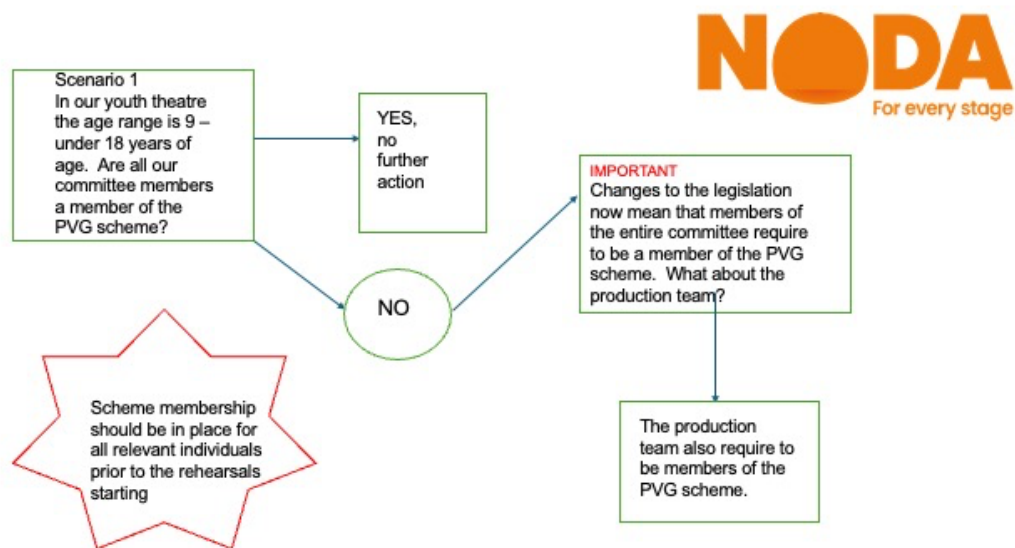 NODA
For every stage
Scenario 1
In our youth theatre
the age range is 9 –
under 18 years of
age. Are all our
committee members
a member of the
PVG scheme?
YES,
no
further
action
NO
IMPORTANT
Changes to the legislation
now mean that members of
the entire committee require
to be a member of the PVG
scheme. What about the
production team?
The production
team also require to
be members of the
PVG scheme.
Scheme membership
should be in place for
all relevant individuals
prior to the rehearsals
starting